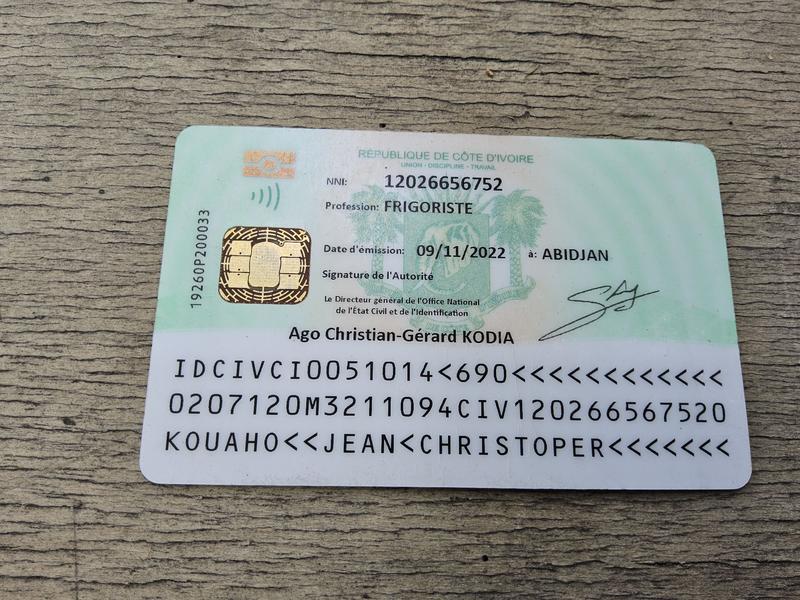 RÉPUBLIQUE DE CÔTE D'IVOIRE
UNION - DISCIPLINE - TRAVAIL
NNI: 12026656752
Profession: FRIGORISTE
Date d'émission: 09/11/2022 à: ABIDJAN
Signature de l'Autorité
Le Directeur général de l'Office National
de l'État Civil et de l'Identification
Ago Christian-Gérard KODIA
19260P200033
IDCIVCI0051014<690<<<<<<<<<<<<
0207120M3211094CIV120266567520
KOUAHO<<JEAN<CHRISTOPER<<<<<<<